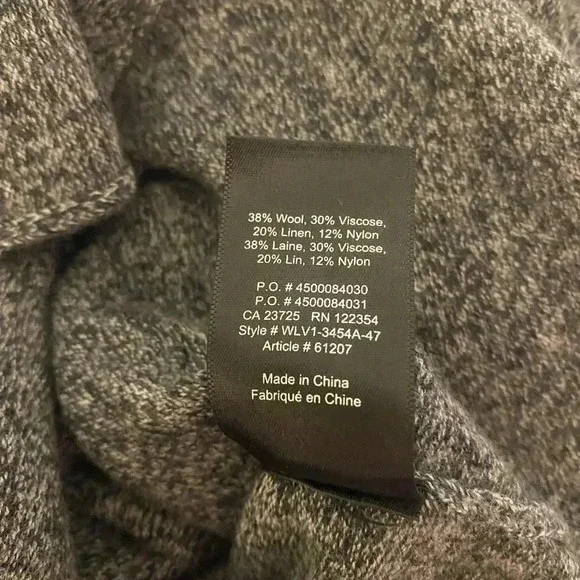 38% Wool, 30% Viscose,
20% Linen, 12% Nylon
38% Laine, 30% Viscose,
20% Lin, 12% Nylon
P.O. # 4500084030
P.O. # 4500084031
CA 23725 RN 122354
Style # WLV1-3454A-47
Article # 61207
Made in China
Fabriqué en Chine